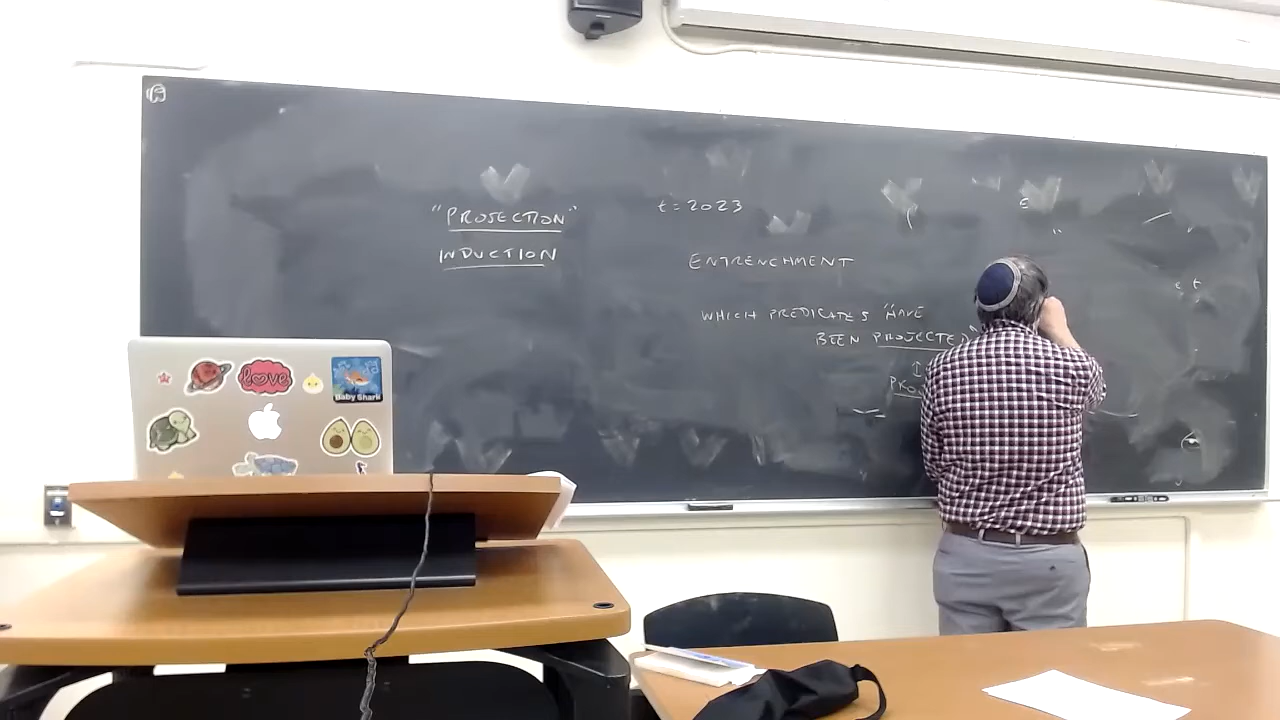 "PROJECTION"
INDUCTION
t = 2023
ENTRENCHMENT
WHICH PREDICATES "HAVE
BEEN PROJECTED"
love
Baby Shark